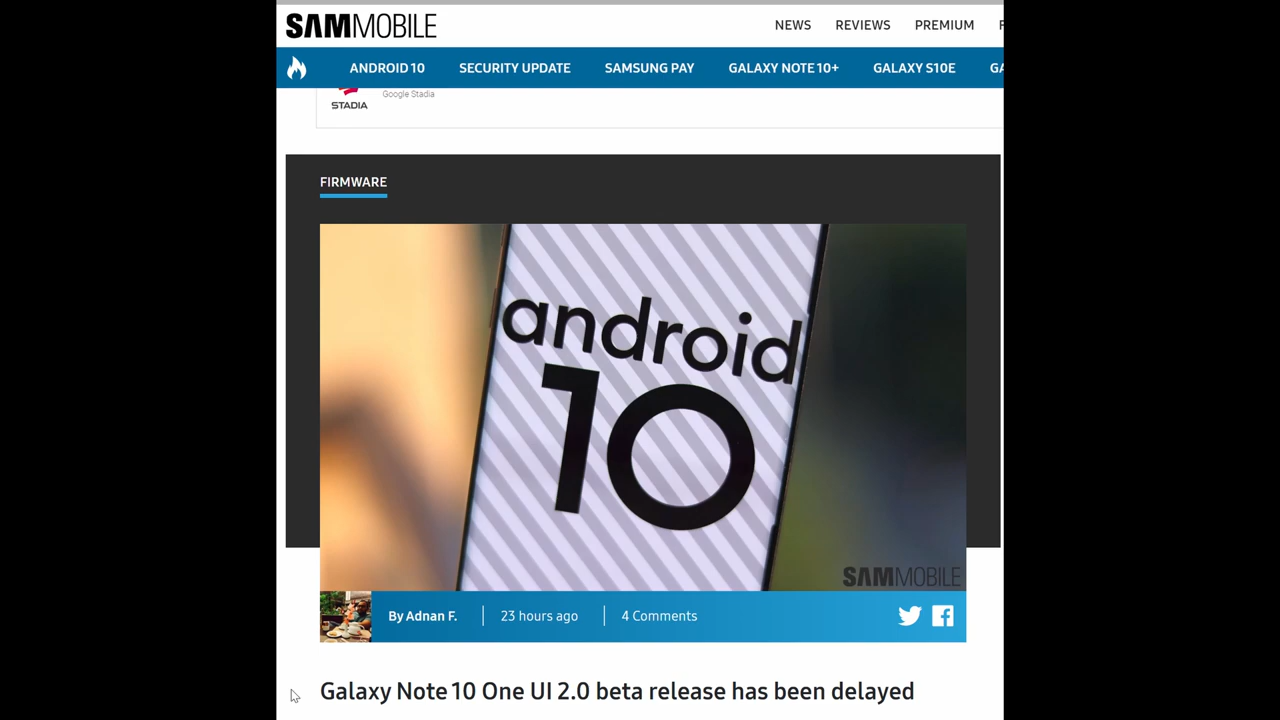 SAMMOBILE
NEWS REVIEWS PREMIUM
ANDROID 10 SECURITY UPDATE SAMSUNG PAY GALAXY NOTE 10+ GALAXY S10E
STADIA
Google Stadia
FIRMWARE
android
10
SAMMOBILE
By Adnan F. 23 hours ago 4 Comments
Galaxy Note 10 One UI 2.0 beta release has been delayed